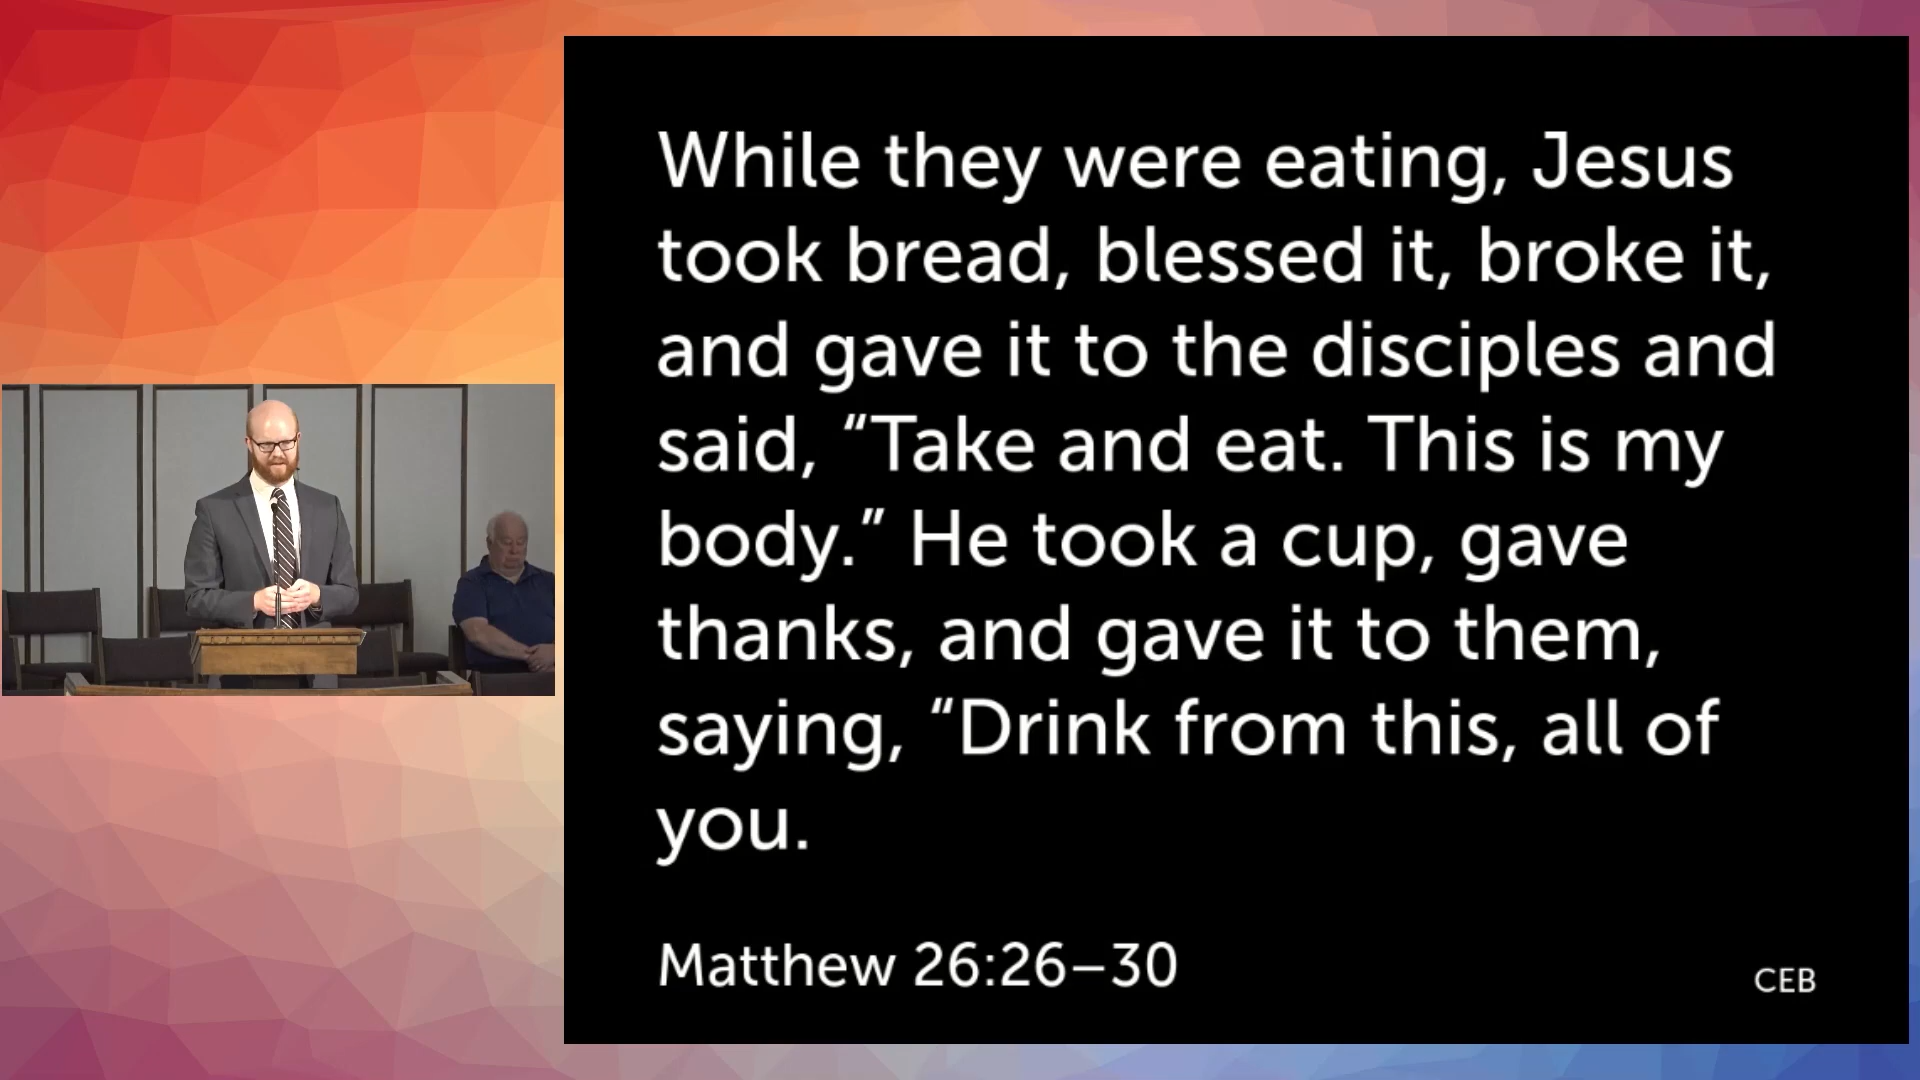 While they were eating, Jesus
took bread, blessed it, broke it,
and gave it to the disciples and
said, “Take and eat. This is my
body.” He took a cup, gave
thanks, and gave it to them,
saying, “Drink from this, all of
you.
Matthew 26:26–30
CEB